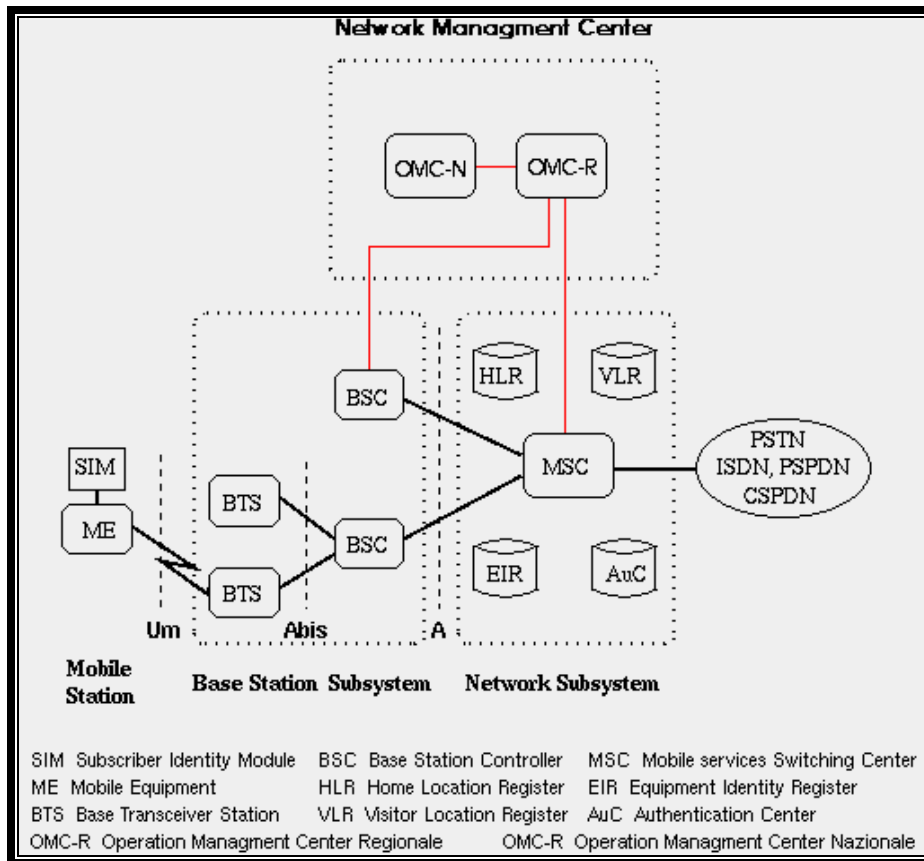 Network Managment Center
OMC-N
OMC-R
HLR
VLR
BSC
MSC
PSTN
ISDN, PSPDN
CSPDN
SIM
ME
BTS
BSC
BTS
EIR
AuC
Um
Abis
A
Mobile
Station
Base Station Subsystem
Network Subsystem
SIM Subscriber Identity Module BSC Base Station Controller MSC Mobile services Switching Center
ME Mobile Equipment HLR Home Location Register EIR Equipment Identity Register
BTS Base Transceiver Station VLR Visitor Location Register AuC Authentication Center
OMC-R Operation Managment Center Regionale OMC-R Operation Managment Center Nazionale